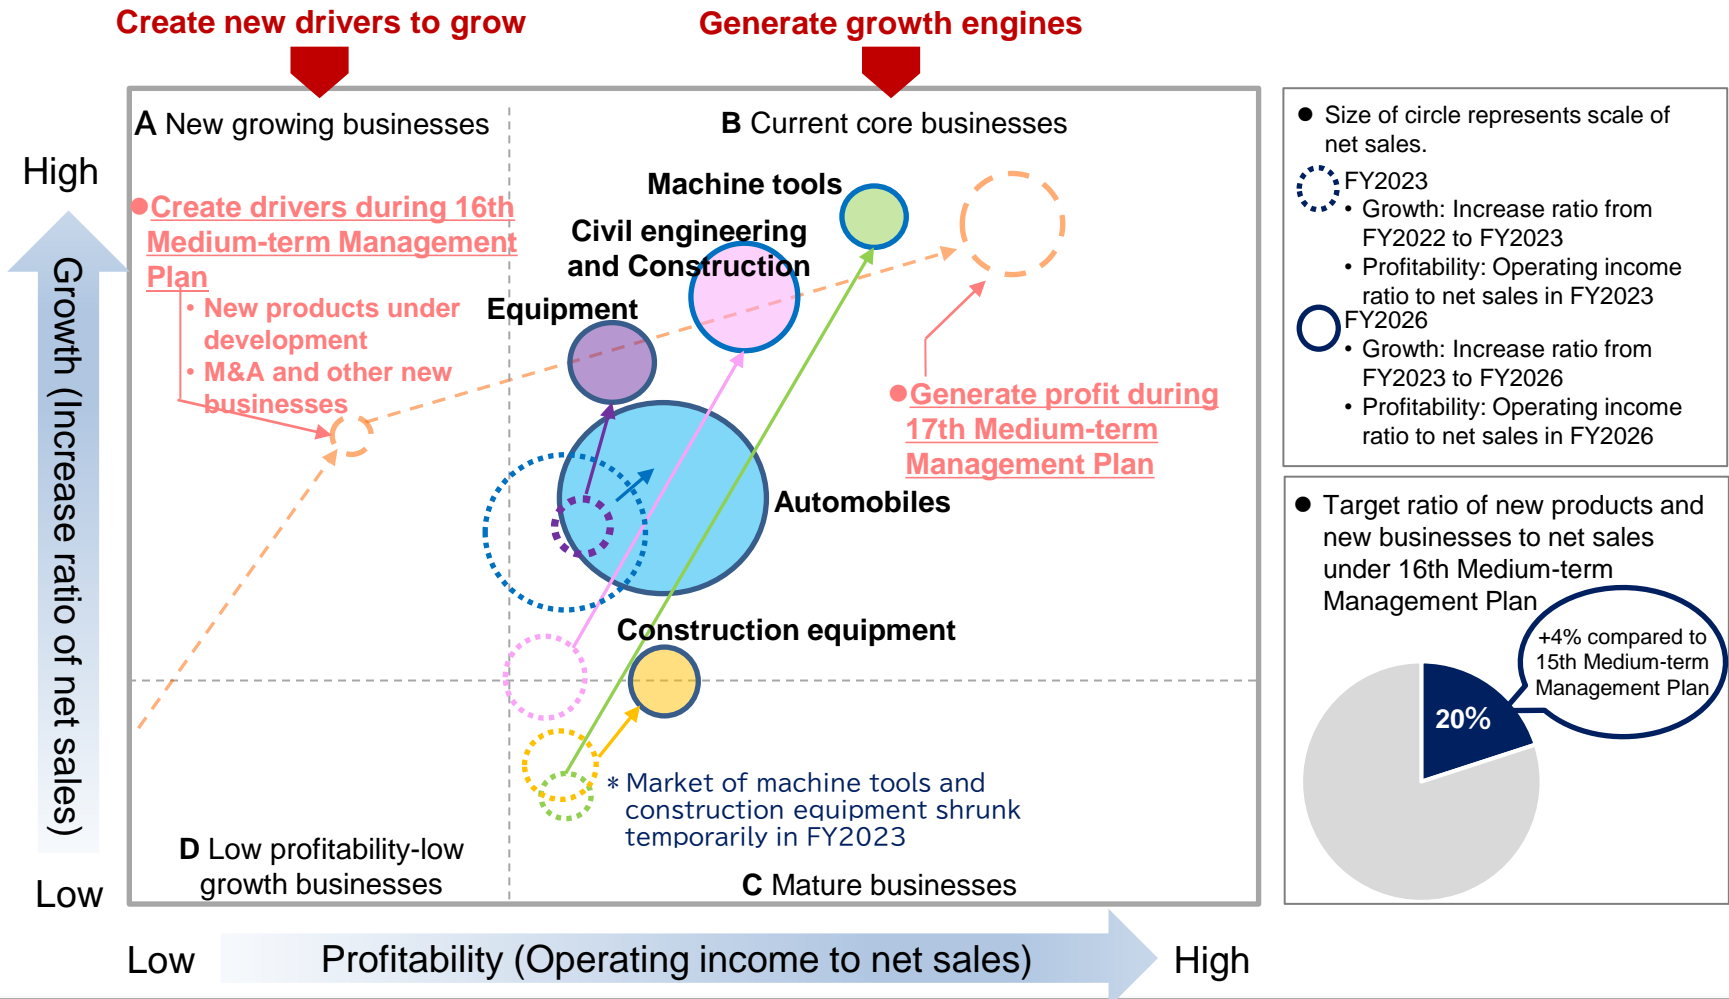 Create new drivers to grow
Generate growth engines
A New growing businesses
B Current core businesses
High
Growth (Increase ratio of net sales)
Low
●Create drivers during 16th
Medium-term Management
Plan
• New products under
development
• M&A and other new
businesses
Machine tools
Civil engineering
and Construction
Equipment
●Generate profit during
17th Medium-term
Management Plan
Automobiles
Construction equipment
* Market of machine tools and
construction equipment shrunk
temporarily in FY2023
D Low profitability-low
growth businesses
C Mature businesses
Low
Profitability (Operating income to net sales)
High
● Size of circle represents scale of
net sales.
FY2023
• Growth: Increase ratio from
FY2022 to FY2023
• Profitability: Operating income
ratio to net sales in FY2023
FY2026
• Growth: Increase ratio from
FY2023 to FY2026
• Profitability: Operating income
ratio to net sales in FY2026
● Target ratio of new products and
new businesses to net sales
under 16th Medium-term
Management Plan
+4% compared to
15th Medium-term
Management Plan
20%